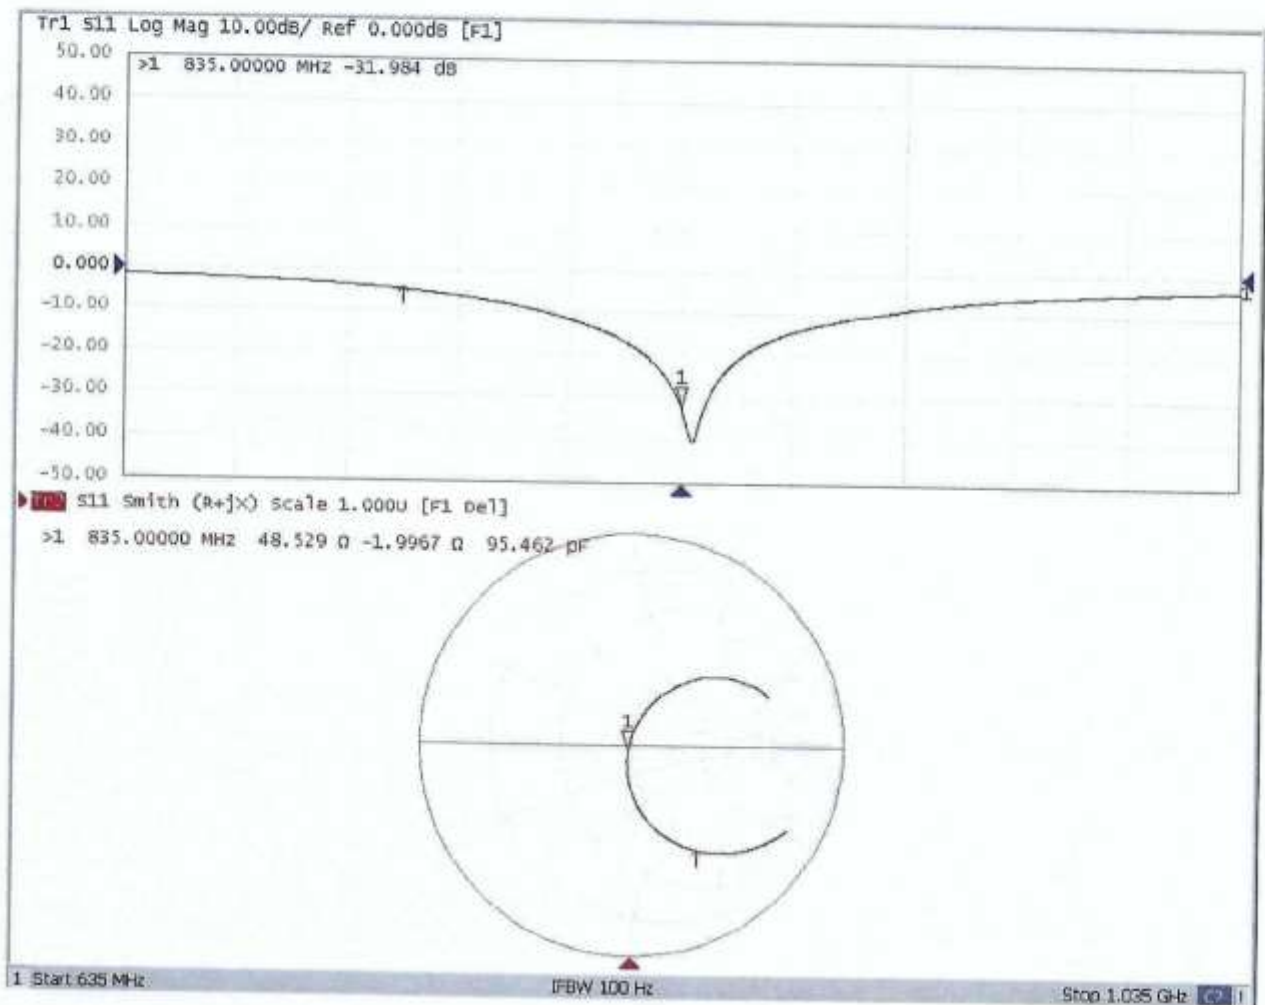 Tr1 S11 Log Mag 10.00dB/ Ref 0.000dB [F1]
50.00
>1 835.00000 MHz -31.984 dB
40.00
30.00
20.00
10.00
0.000
-10.00
-20.00
-30.00
1
-40.00
-50.00
S11 Smith (R+jX) Scale 1.000U [F1 Del]
>1 835.00000 MHz 48.529 Ω -1.9967 Ω 95.462 pF
1
1 Start 635 MHz
IFBW 100 Hz
Stop 1.035 GHz